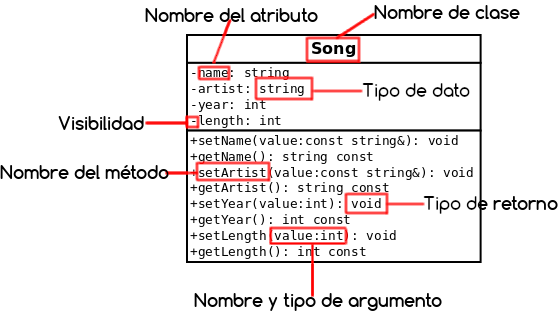 Nombre del atributo
Nombre de clase
Song
-name: string
-artist: string
Tipo de dato
-year: int
Visibilidad
-length: int
+setName(value:const string&): void
+getName(): string const
Nombre del método
+setArtist(value:const string&): void
+getArtist(): string const
+setYear(value:int): void
Tipo de retorno
+getYear(): int const
+setLength(value:int): void
+getLength(): int const
Nombre y tipo de argumento